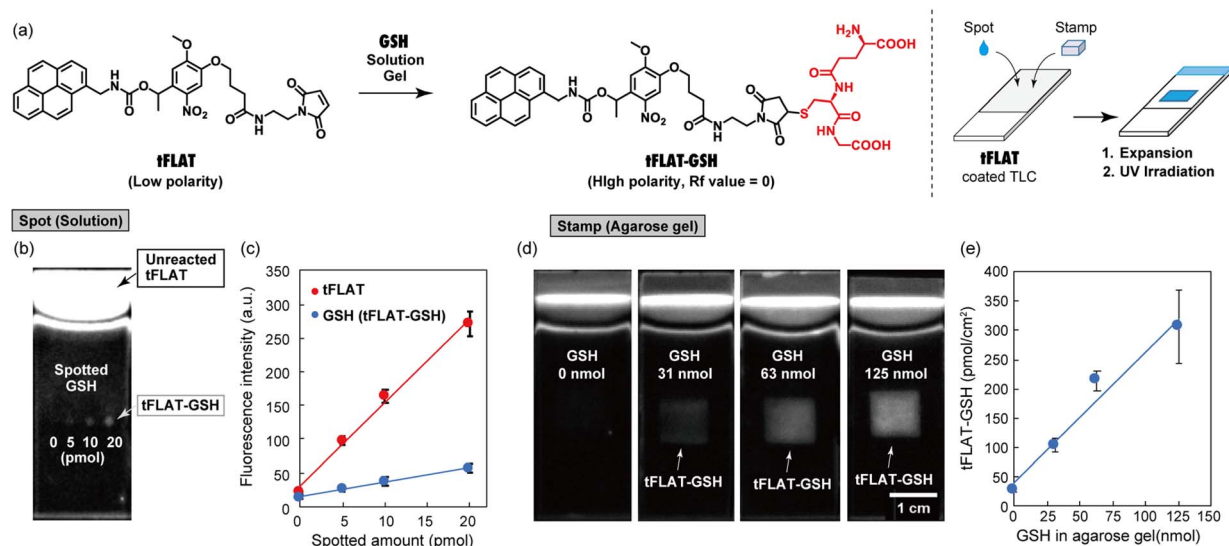 (a)
GSH
Solution
Gel
O
O
N
H
O
O
NO₂
O
N
H
N
O
O
tFLAT
(Low polarity)
O
O
N
H
O
O
NO₂
O
N
H
N
O
O
S
H₂N
COOH
O
NH
O
HN
COOH
tFLAT-GSH
(HIgh polarity, Rf value = 0)
Spot
Stamp
tFLAT
coated TLC
1. Expansion
2. UV Irradiation
Spot (Solution)
(b)
Unreacted
tFLAT
Spotted
GSH
tFLAT-GSH
0 5 10 20
(pmol)
(c)
Fluorescence intensity (a.u.)
350
300
250
200
150
100
50
0
tFLAT
GSH (tFLAT-GSH)
0 5 10 15 20
Spotted amount (pmol)
Stamp (Agarose gel)
(d)
GSH
0 nmol
GSH
31 nmol
tFLAT-GSH
GSH
63 nmol
tFLAT-GSH
GSH
125 nmol
tFLAT-GSH
1 cm
(e)
tFLAT-GSH (pmol/cm²)
400
350
300
250
200
150
100
50
0
0 25 50 75 100 125 150
GSH in agarose gel(nmol)